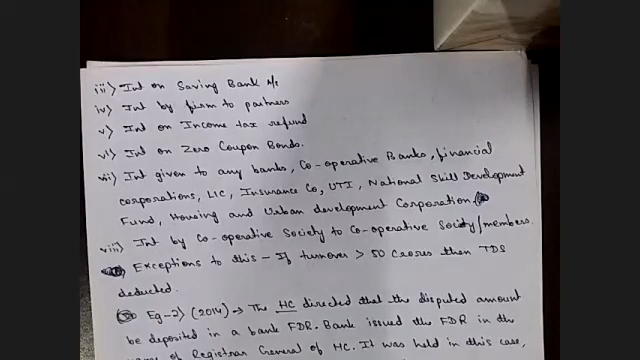 iii) Int on Saving Bank A/c
iv) Int by firm to partners
v) Int on Income tax refund
vi) Int on Zero Coupon Bonds.
vii) Int given to any banks, Co-operative Banks, financial
corporations, LIC, Insurance Co, UTI, National Skill Development
Fund, Housing and Urban development Corporation.
viii) Int by Co-operative Society to Co-operative Society/members.
Exceptions to this - If turnover > 50 Crores then TDS
deducted.
Eg-2) (2014) → The HC directed that the disputed amount
be deposited in a bank FDR. Bank issued the FDR in the
name of Registrar General of HC. It was held in this case,